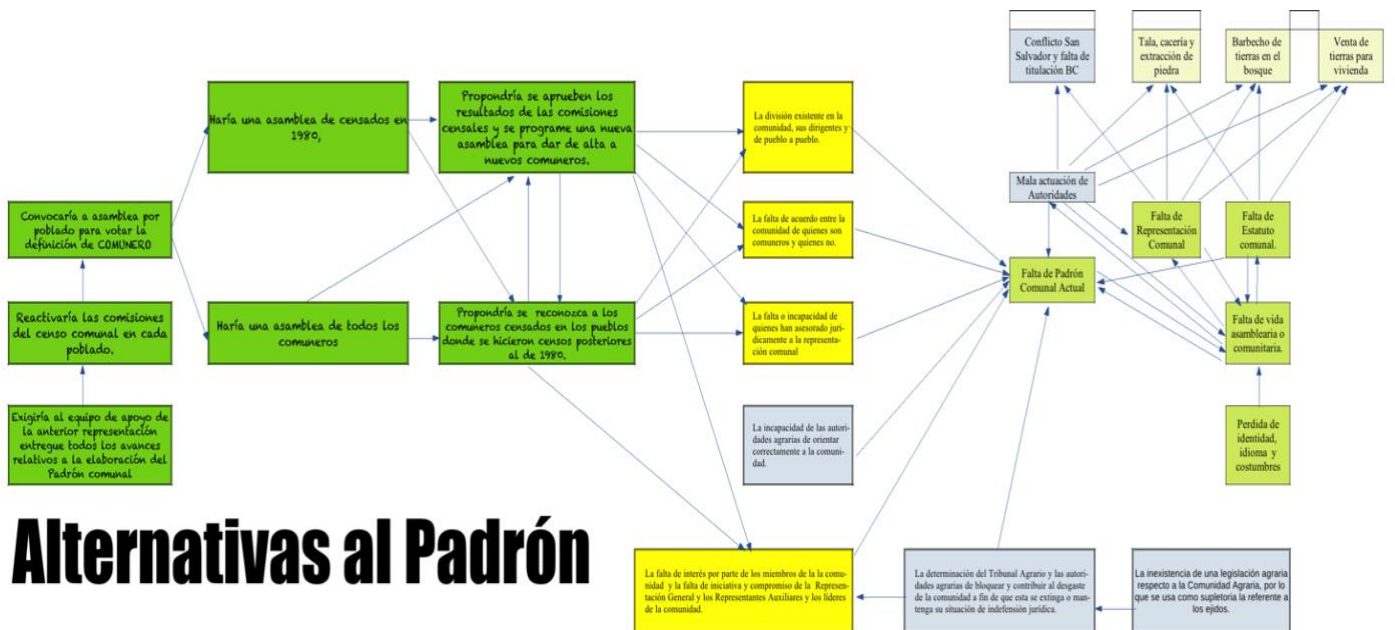 Conflicto San
Salvador y falta de
titulación BC
Tala, cacería y
extracción de
piedra
Barbecho de
tierras en el
bosque
Venta de
tierras para
vivienda
Haría una asamblea de censados en
1980,
Propondría se aprueben los
resultados de las comisiones
censales y se programe una nueva
asamblea para dar de alta a
nuevos comuneros.
La división existente en la
comunidad, sus dirigentes y
de pueblo a pueblo.
Mala actuación de
Autoridades
Convocaría a asamblea por
poblado para votar la
definición de COMUNERO
La falta de acuerdo entre la
comunidad de quienes son
comuneros y quienes no.
Falta de
Representación
Comunal
Falta de
Estatuto
comunal.
Falta de Padrón
Comunal Actual
Reactivaría las comisiones
del censo comunal en cada
poblado.
Haría una asamblea de todos los
comuneros
Propondría se reconozca a los
comuneros censados en los pueblos
donde se hicieron censos posteriores
al de 1980.
La falta o incapacidad de
quienes han asesorado jurí-
dicamente a la representa-
ción comunal
Falta de vida
asamblearia o
comunitaria.
Exigiría al equipo de apoyo de
la anterior representación
entregue todos los avances
relativos a la elaboración del
Padrón comunal
La incapacidad de las autori-
dades agrarias de orientar
correctamente a la comuni-
dad.
Perdida de
identidad,
idioma y
costumbres
Alternativas al Padrón
La falta de interés por parte de los miembros de la la comu-
nidad y la falta de iniciativa y compromiso de la Represen-
tación General y los Representantes Auxiliares y los líderes
de la comunidad.
La determinación del Tribunal Agrario y las autori-
dades agrarias de bloquear y contribuir al desgaste
de la comunidad a fin de que esta se extinga o man-
tenga su situación de indefensión jurídica.
La inexistencia de una legislación agraria
respecto a la Comunidad Agraria, por lo
que se usa como supletoria la referente a
los ejidos.